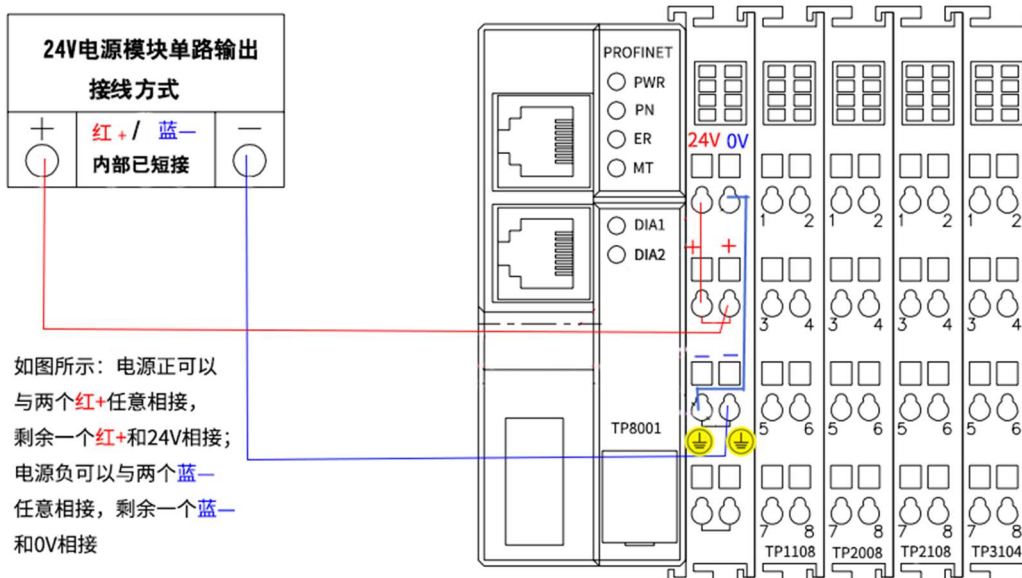 24V电源模块单路输出
接线方式
+ 红+ / 蓝— —
内部已短接
PROFINET
PWR
PN
ER
MT
DIA1
DIA2
TP8001
24V 0V
+ +
— —
1 2 1 2 1 2 1 2
3 4 3 4 3 4 3 4
5 6 5 6 5 6 5 6
7 8 7 8 7 8 7 8
TP1108 TP2008 TP2108 TP3104
如图所示：电源正可以
与两个红+任意相接，
剩余一个红+和24V相接；
电源负可以与两个蓝—
任意相接，剩余一个蓝—
和0V相接